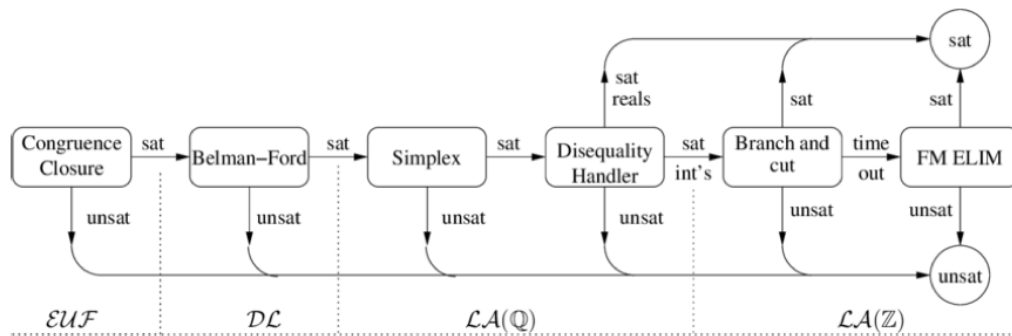 sat
sat
reals
sat
sat
Congruence
Closure
sat
Belman–Ford
sat
Simplex
sat
Disequality
Handler
sat
int's
Branch and
cut
time
out
FM ELIM
unsat
unsat
unsat
unsat
unsat
unsat
unsat
ℰ𝒰ℱ
𝒟ℒ
ℒ𝒜(ℚ)
ℒ𝒜(ℤ)